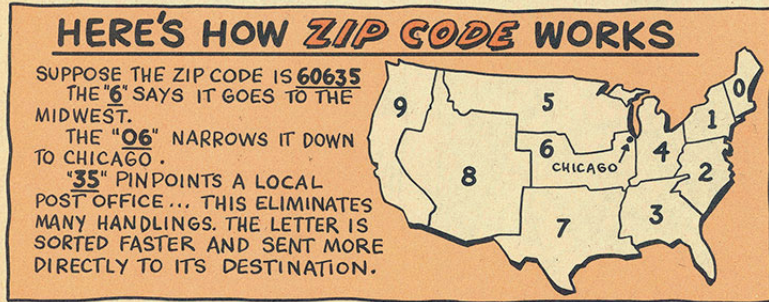 HERE'S HOW ZIP CODE WORKS
SUPPOSE THE ZIP CODE IS 60635
THE "6" SAYS IT GOES TO THE
MIDWEST.
THE "06" NARROWS IT DOWN
TO CHICAGO.
"35" PINPOINTS A LOCAL
POST OFFICE... THIS ELIMINATES
MANY HANDLINGS. THE LETTER IS
SORTED FASTER AND SENT MORE
DIRECTLY TO ITS DESTINATION.
0
9
5
1
6
CHICAGO
4
8
2
7
3